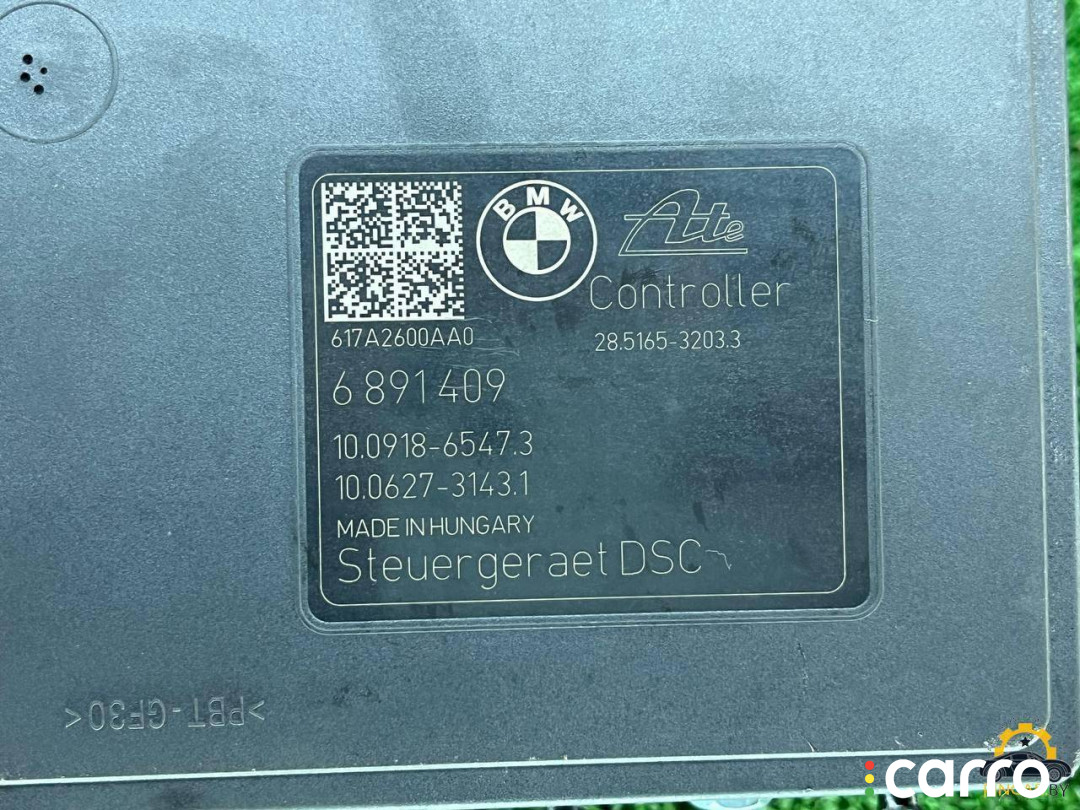 BMW
Ate
Controller
617A2600AA0
28.5165-3203.3
6 891 409
10.0918-6547.3
10.0627-3143.1
MADE IN HUNGARY
Steuergeraet DSC
>PBT-GF30<
carro